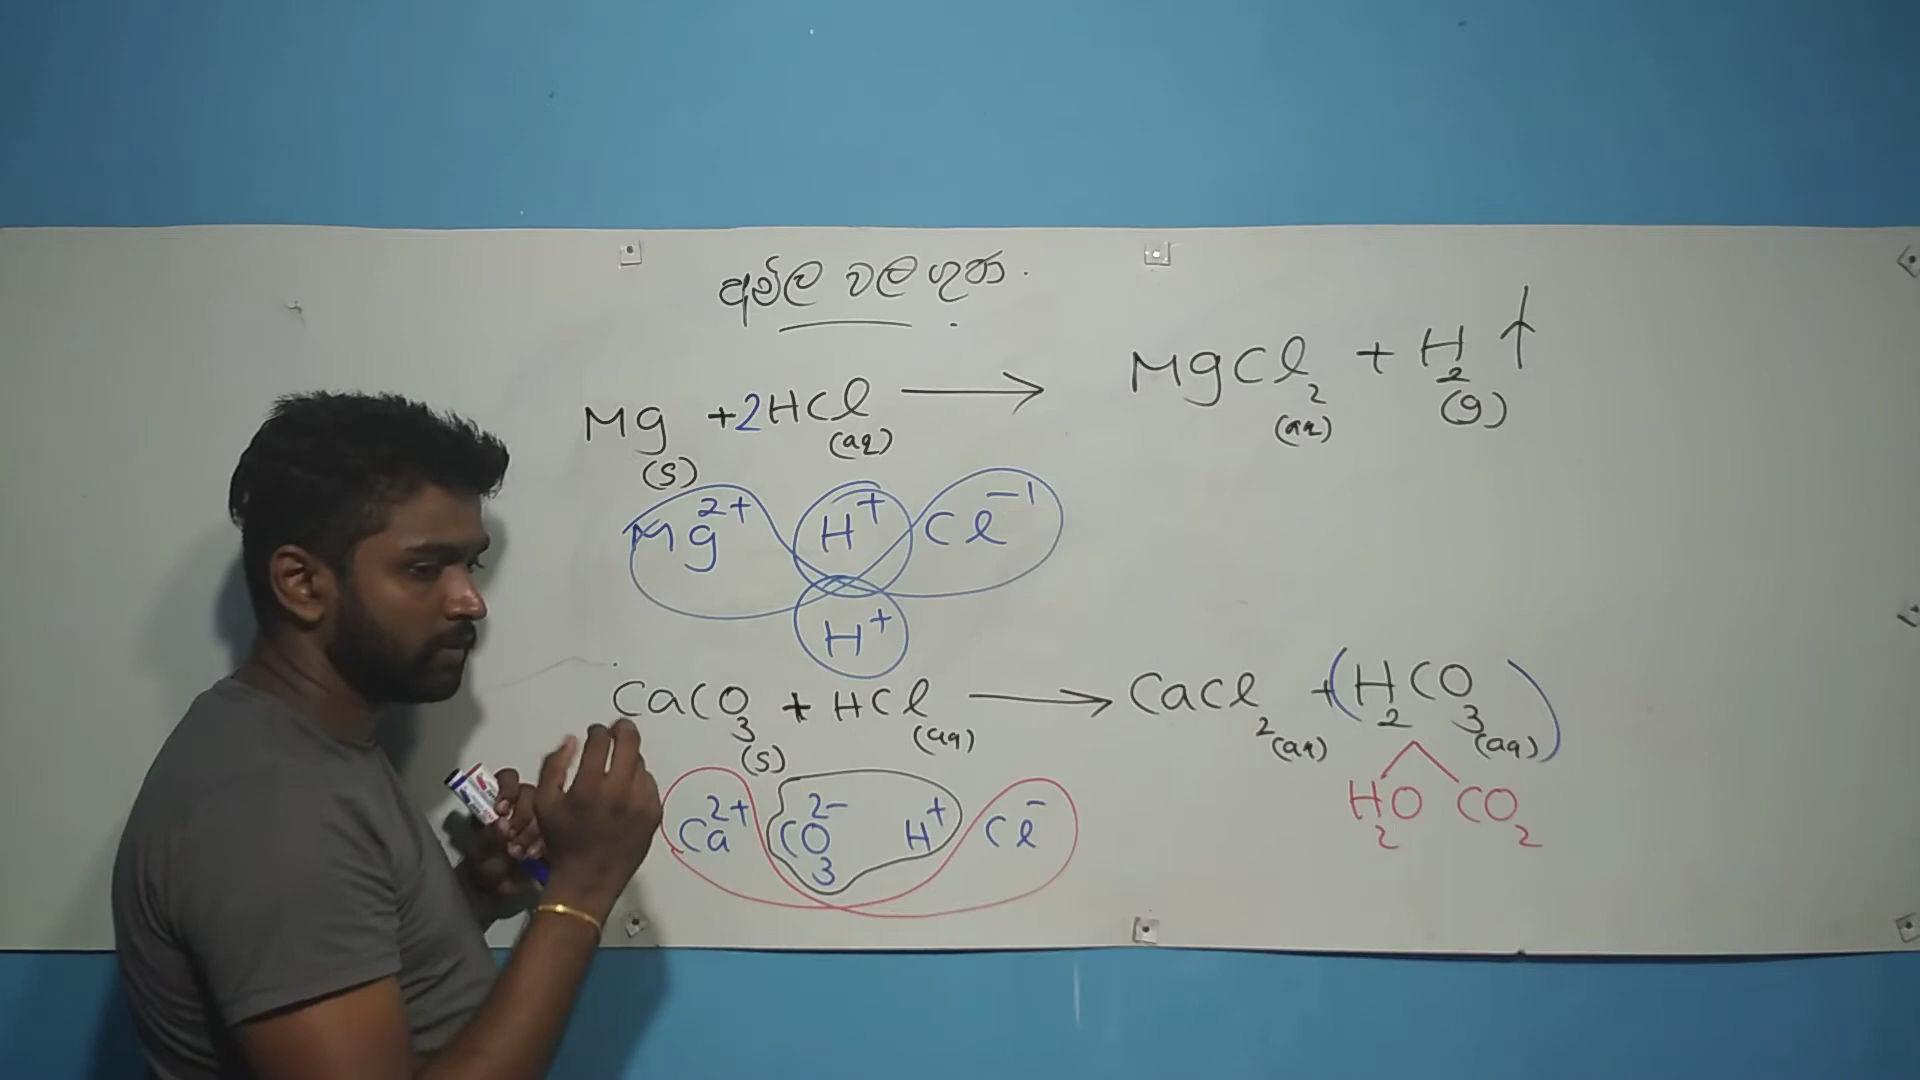 අම්ල වල ගුණ.
Mg(s) + 2HCl(aq) ⟶ MgCl₂(aq) + H₂(g) ↑
Mg²⁺ H⁺ Cl⁻¹
H⁺
CaCO₃(s) + HCl(aq) ⟶ CaCl₂(aq) + (H₂CO₃(aq))
Ca²⁺ CO₃²⁻ H⁺ Cl⁻
H₂O CO₂